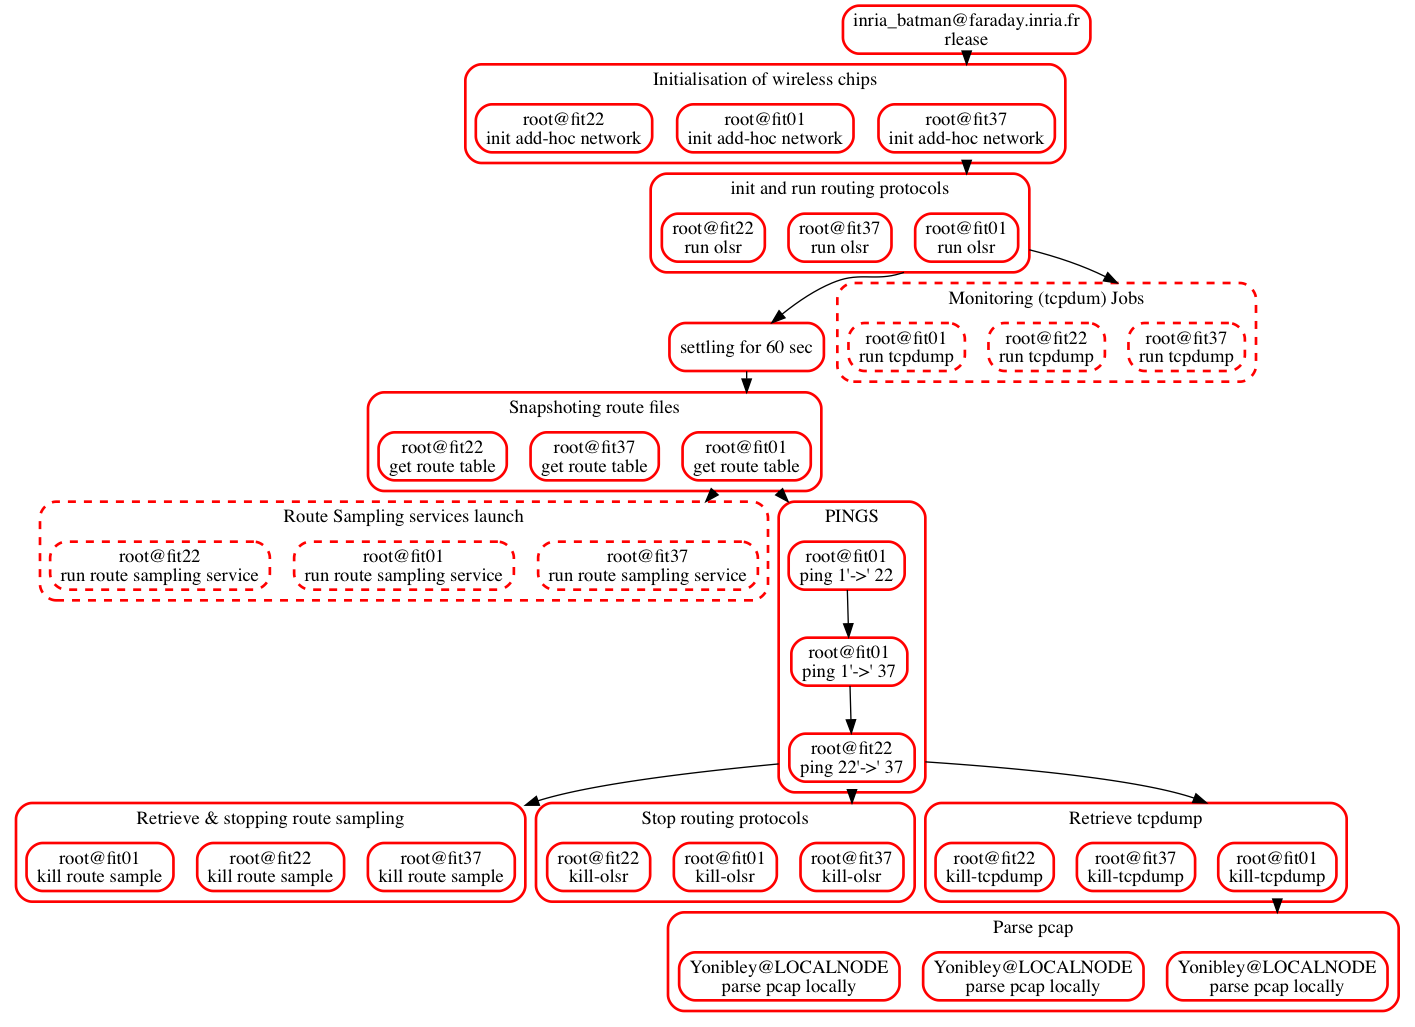 inria_batman@faraday.inria.fr
rlease
Initialisation of wireless chips
root@fit22
init add-hoc network
root@fit01
init add-hoc network
root@fit37
init add-hoc network
init and run routing protocols
root@fit22
run olsr
root@fit37
run olsr
root@fit01
run olsr
Monitoring (tcpdum) Jobs
root@fit01
run tcpdump
root@fit22
run tcpdump
root@fit37
run tcpdump
settling for 60 sec
Snapshoting route files
root@fit22
get route table
root@fit37
get route table
root@fit01
get route table
Route Sampling services launch
root@fit22
run route sampling service
root@fit01
run route sampling service
root@fit37
run route sampling service
PINGS
root@fit01
ping 1'->' 22
root@fit01
ping 1'->' 37
root@fit22
ping 22'->' 37
Retrieve & stopping route sampling
root@fit01
kill route sample
root@fit22
kill route sample
root@fit37
kill route sample
Stop routing protocols
root@fit22
kill-olsr
root@fit01
kill-olsr
root@fit37
kill-olsr
Retrieve tcpdump
root@fit22
kill-tcpdump
root@fit37
kill-tcpdump
root@fit01
kill-tcpdump
Parse pcap
Yonibley@LOCALNODE
parse pcap locally
Yonibley@LOCALNODE
parse pcap locally
Yonibley@LOCALNODE
parse pcap locally